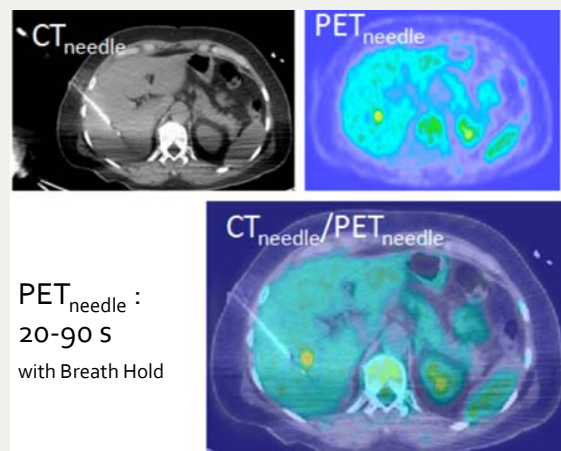 CTneedle
PETneedle
CTneedle/PETneedle
PETneedle :
20-90 s
with Breath Hold